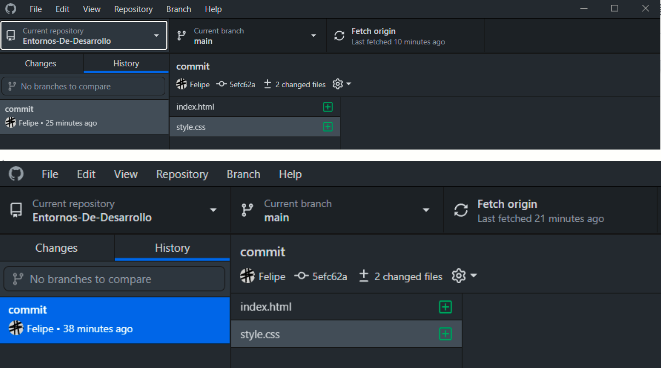 File Edit View Repository Branch Help
Current repository
Entornos-De-Desarrollo
Current branch
main
Fetch origin
Last fetched 10 minutes ago
Changes History
No branches to compare
commit
Felipe • 25 minutes ago
commit
Felipe 5efc62a 2 changed files
index.html
style.css
File Edit View Repository Branch Help
Current repository
Entornos-De-Desarrollo
Current branch
main
Fetch origin
Last fetched 21 minutes ago
Changes History
No branches to compare
commit
Felipe • 38 minutes ago
commit
Felipe 5efc62a 2 changed files
index.html
style.css